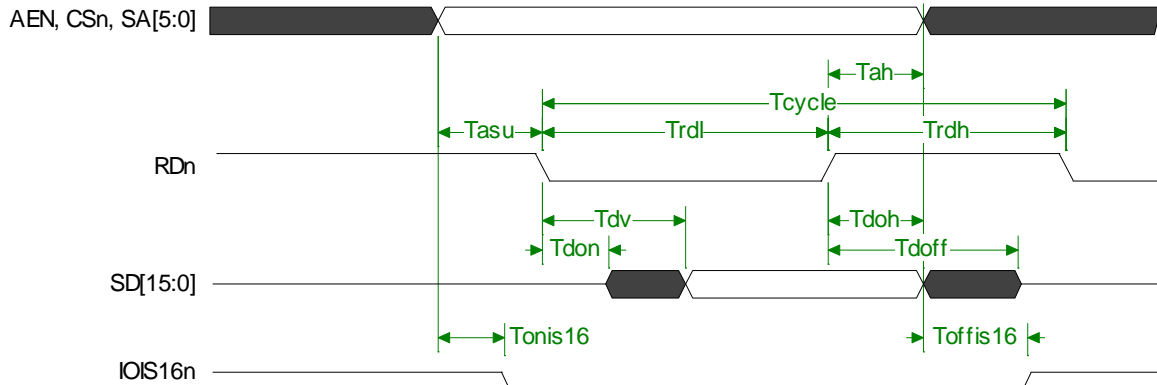 AEN, CSn, SA[5:0]
Tah
Tcycle
Tasu
Trdl
Trdh
RDn
Tdv
Tdoh
Tdon
Tdoff
SD[15:0]
Tonis16
Toffis16
IOIS16n